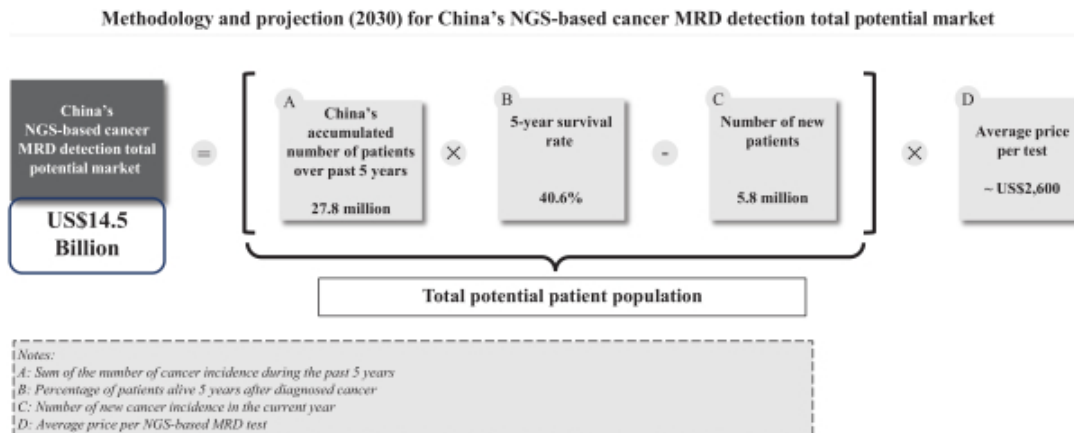 Methodology and projection (2030) for China's NGS-based cancer MRD detection total potential market
China's
NGS-based cancer
MRD detection total
potential market
US$14.5
Billion
=
A
China's
accumulated
number of patients
over past 5 years
27.8 million
×
B
5-year survival
rate
40.6%
-
C
Number of new
patients
5.8 million
×
D
Average price
per test
~ US$2,600
Total potential patient population
Notes:
A: Sum of the number of cancer incidence during the past 5 years
B: Percentage of patients alive 5 years after diagnosed cancer
C: Number of new cancer incidence in the current year
D: Average price per NGS-based MRD test